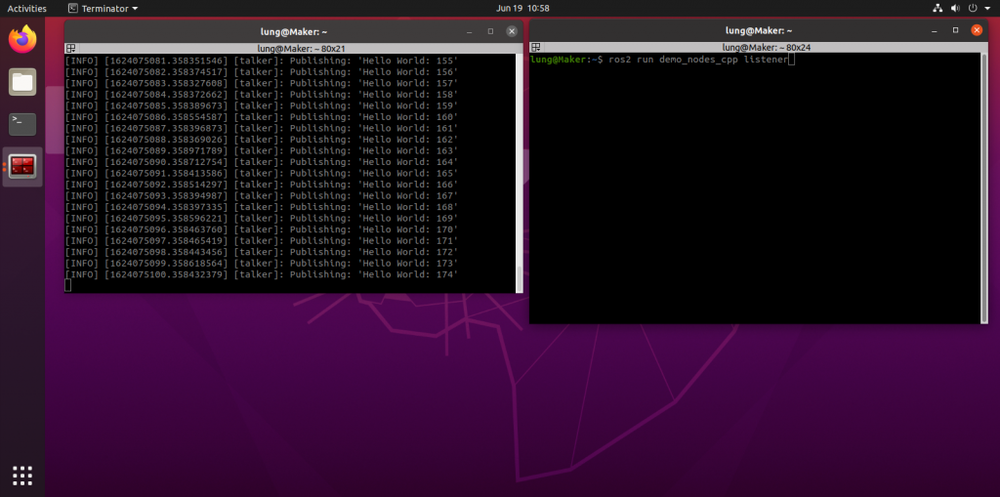 Activities
Terminator
Jun 19 10:58
lung@Maker: ~
lung@Maker: ~ 80x21
[INFO] [1624075081.358351546] [talker]: Publishing: 'Hello World: 155'
[INFO] [1624075082.358374517] [talker]: Publishing: 'Hello World: 156'
[INFO] [1624075083.358327608] [talker]: Publishing: 'Hello World: 157'
[INFO] [1624075084.358372662] [talker]: Publishing: 'Hello World: 158'
[INFO] [1624075085.358389673] [talker]: Publishing: 'Hello World: 159'
[INFO] [1624075086.358554587] [talker]: Publishing: 'Hello World: 160'
[INFO] [1624075087.358396873] [talker]: Publishing: 'Hello World: 161'
[INFO] [1624075088.358369026] [talker]: Publishing: 'Hello World: 162'
[INFO] [1624075089.358971789] [talker]: Publishing: 'Hello World: 163'
[INFO] [1624075090.358712754] [talker]: Publishing: 'Hello World: 164'
[INFO] [1624075091.358413586] [talker]: Publishing: 'Hello World: 165'
[INFO] [1624075092.358514297] [talker]: Publishing: 'Hello World: 166'
[INFO] [1624075093.358394987] [talker]: Publishing: 'Hello World: 167'
[INFO] [1624075094.358397335] [talker]: Publishing: 'Hello World: 168'
[INFO] [1624075095.358596221] [talker]: Publishing: 'Hello World: 169'
[INFO] [1624075096.358463760] [talker]: Publishing: 'Hello World: 170'
[INFO] [1624075097.358465419] [talker]: Publishing: 'Hello World: 171'
[INFO] [1624075098.358443456] [talker]: Publishing: 'Hello World: 172'
[INFO] [1624075099.358618564] [talker]: Publishing: 'Hello World: 173'
[INFO] [1624075100.358432379] [talker]: Publishing: 'Hello World: 174'
lung@Maker: ~
lung@Maker: ~ 80x24
lung@Maker:~$ ros2 run demo_nodes_cpp listener